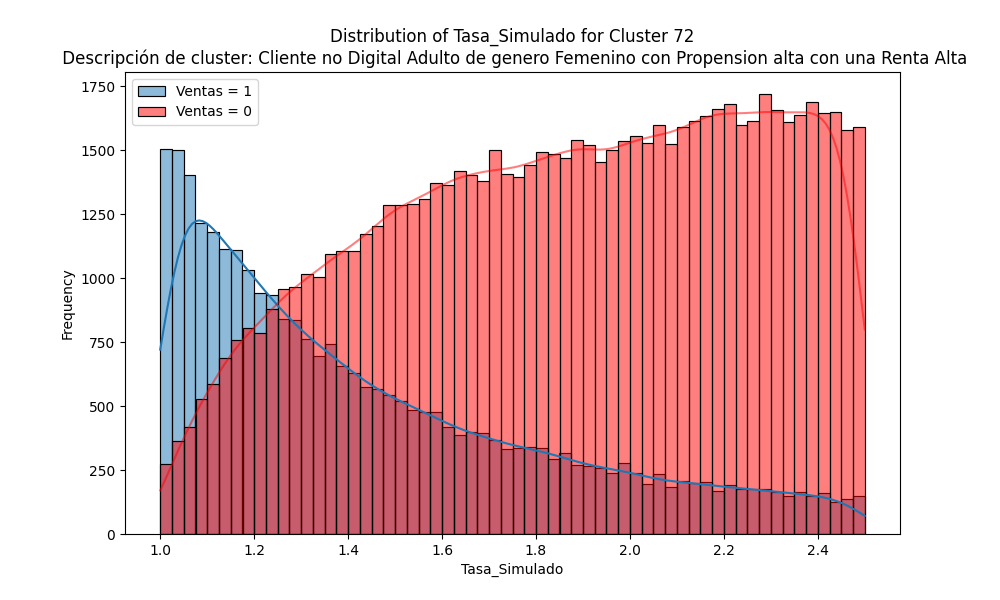 Distribution of Tasa_Simulado for Cluster 72
Descripción de cluster: Cliente no Digital Adulto de genero Femenino con Propension alta con una Renta Alta
Ventas = 1
Ventas = 0
1750
1500
1250
1000
750
500
250
0
Frequency
1.0 1.2 1.4 1.6 1.8 2.0 2.2 2.4
Tasa_Simulado